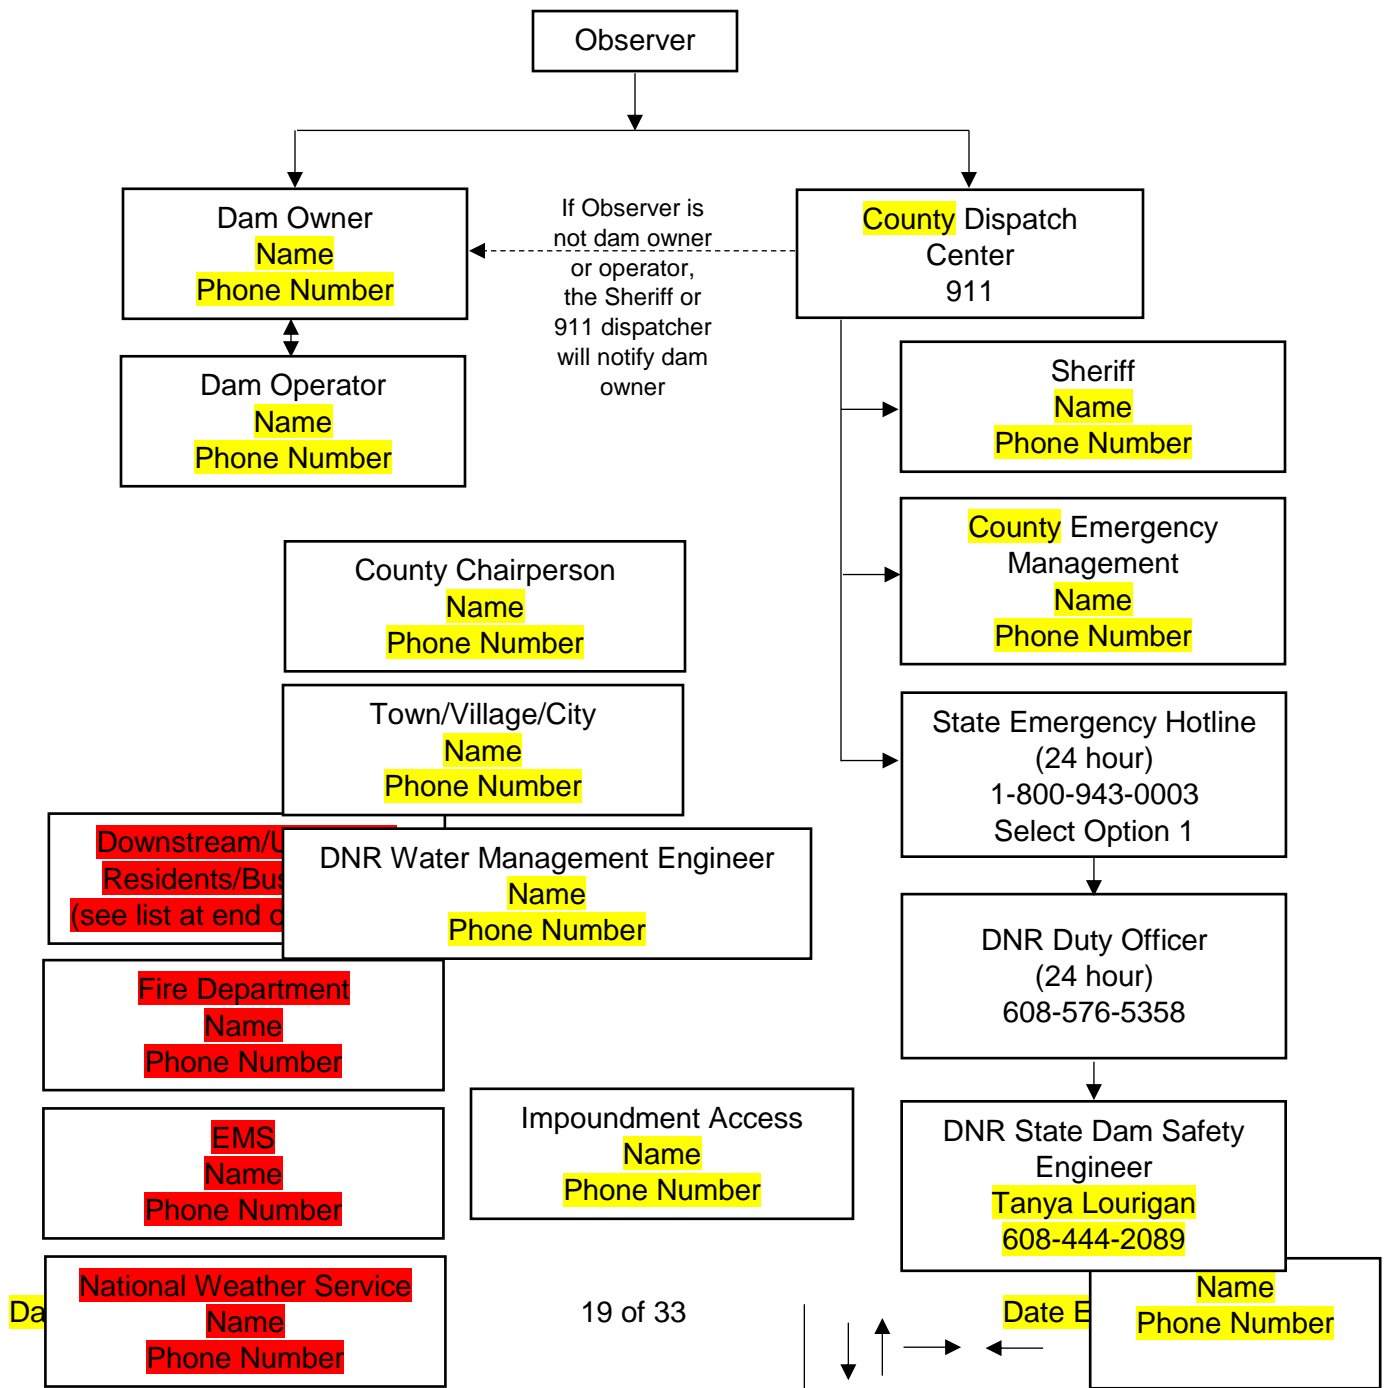 Observer
Dam Owner
Name
Phone Number
If Observer is
not dam owner
or operator,
the Sheriff or
911 dispatcher
will notify dam
owner
County Dispatch
Center
911
Dam Operator
Name
Phone Number
Sheriff
Name
Phone Number
County Emergency
Management
Name
Phone Number
County Chairperson
Name
Phone Number
Town/Village/City
Name
Phone Number
State Emergency Hotline
(24 hour)
1-800-943-0003
Select Option 1
Downstream/
Residents/
(see list at end
DNR Water Management Engineer
Name
Phone Number
DNR Duty Officer
(24 hour)
608-576-5358
Fire Department
Name
Phone Number
EMS
Name
Phone Number
Impoundment Access
Name
Phone Number
DNR State Dam Safety
Engineer
Tanya Lourigan
608-444-2089
National Weather Service
Name
Phone Number
19 of 33
Date
Name
Phone Number